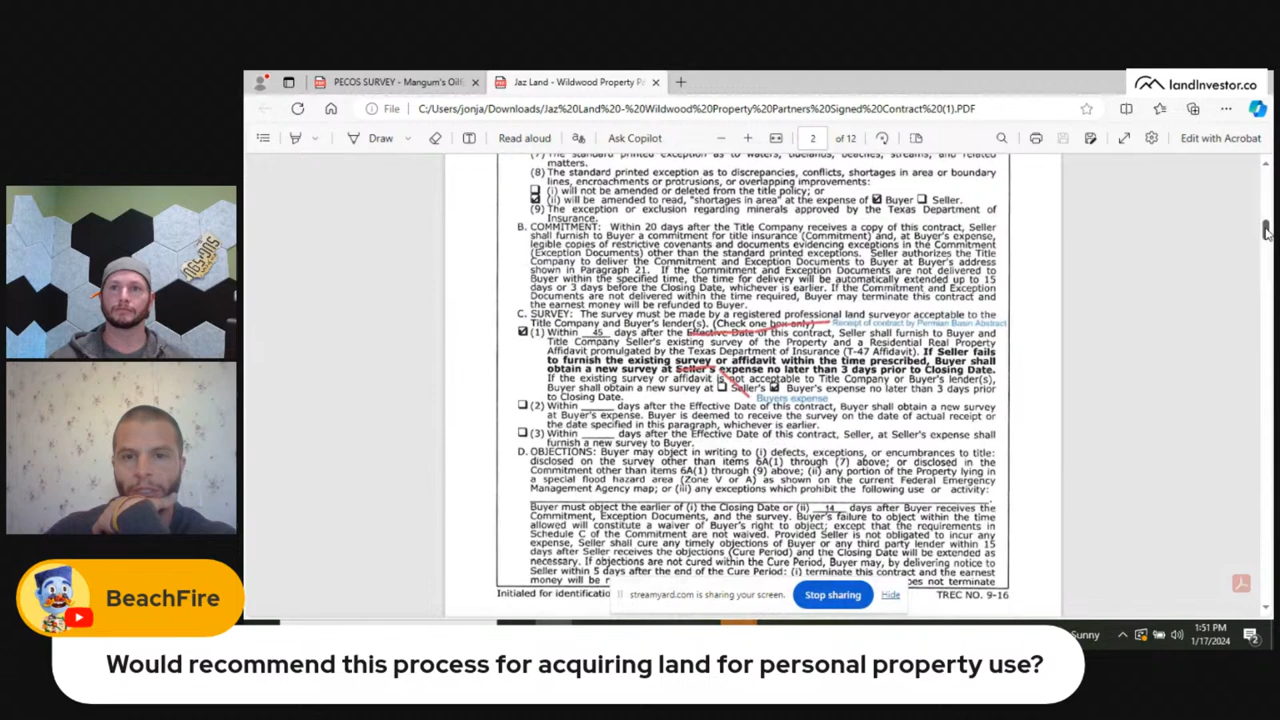 PECOS SURVEY - Mangum's Oilf
Jaz Land - Wildwood Property Pa
landInvestor.co
File
C:/Users/jonja/Downloads/Jaz%20Land%20-%20Wildwood%20Property%20Partners%20Signed%20Contract%20(1).PDF
Draw
Read aloud
Ask Copilot
2
of 12
Edit with Acrobat
(7) The standard printed exception as to waters, tidelands, beaches, streams, and related
matters.
(8) The standard printed exception as to discrepancies, conflicts, shortages in area or boundary
lines, encroachments or protrusions, or overlapping improvements:
(i) will not be amended or deleted from the title policy; or
(ii) will be amended to read, "shortages in area" at the expense of Buyer Seller.
(9) The exception or exclusion regarding minerals approved by the Texas Department of
Insurance.
B. COMMITMENT: Within 20 days after the Title Company receives a copy of this contract, Seller
shall furnish to Buyer a commitment for title insurance (Commitment) and, at Buyer's expense,
legible copies of restrictive covenants and documents evidencing exceptions in the Commitment
(Exception Documents) other than the standard printed exceptions. Seller authorizes the Title
Company to deliver the Commitment and Exception Documents to Buyer at Buyer's address
shown in Paragraph 21. If the Commitment and Exception Documents are not delivered to
Buyer within the specified time, the time for delivery will be automatically extended up to 15
days or 3 days before the Closing Date, whichever is earlier. If the Commitment and Exception
Documents are not delivered within the time required, Buyer may terminate this contract and
the earnest money will be refunded to Buyer.
C. SURVEY: The survey must be made by a registered professional land surveyor acceptable to the
Title Company and Buyer's lender(s). (Check one box only)
Receipt of contract by Permian Basin Abstract
(1) Within 45 days after the Effective Date of this contract, Seller shall furnish to Buyer and
Title Company Seller's existing survey of the Property and a Residential Real Property
Affidavit promulgated by the Texas Department of Insurance (T-47 Affidavit). If Seller fails
to furnish the existing survey or affidavit within the time prescribed, Buyer shall
obtain a new survey at Seller's expense no later than 3 days prior to Closing Date.
If the existing survey or affidavit is not acceptable to Title Company or Buyer's lender(s),
Buyer shall obtain a new survey at Seller's Buyer's expense no later than 3 days prior
to Closing Date.
Buyers expense
(2) Within ______ days after the Effective Date of this contract, Buyer shall obtain a new survey
at Buyer's expense. Buyer is deemed to receive the survey on the date of actual receipt or
the date specified in this paragraph, whichever is earlier.
(3) Within ______ days after the Effective Date of this contract, Seller, at Seller's expense shall
furnish a new survey to Buyer.
D. OBJECTIONS: Buyer may object in writing to (i) defects, exceptions, or encumbrances to title:
disclosed on the survey other than items 6A(1) through (7) above; or disclosed in the
Commitment other than items 6A(1) through (9) above; (ii) any portion of the Property lying in
a special flood hazard area (Zone V or A) as shown on the current Federal Emergency
Management Agency map; or (iii) any exceptions which prohibit the following use or activity:
Buyer must object the earlier of (i) the Closing Date or (ii) 14 days after Buyer receives the
Commitment, Exception Documents, and the survey. Buyer's failure to object within the time
allowed will constitute a waiver of Buyer's right to object; except that the requirements in
Schedule C of the Commitment are not waived. Provided Seller is not obligated to incur any
expense, Seller shall cure any timely objections of Buyer or any third party lender within 15
days after Seller receives the objections (Cure Period) and the Closing Date will be extended as
necessary. If objections are not cured within the Cure Period, Buyer may, by delivering notice to
Seller within 5 days after the end of the Cure Period: (i) terminate this contract and the earnest
money will be r
oes not terminate
Initialed for identificatio
TREC NO. 9-16
streamyard.com is sharing your screen.
Stop sharing
Hide
Sunny
1:51 PM
1/17/2024
2
BeachFire
Would recommend this process for acquiring land for personal property use?